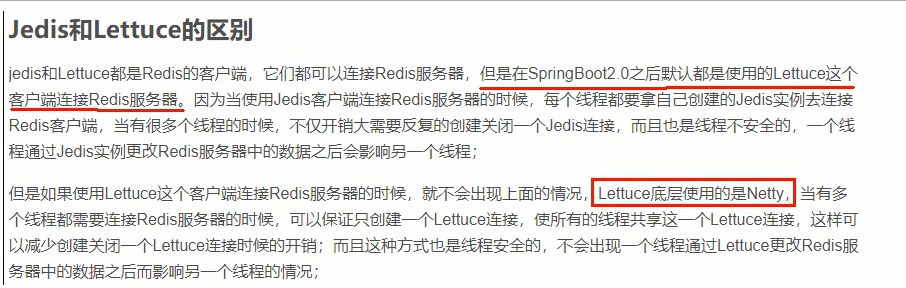 Jedis和Lettuce的区别
jedis和Lettuce都是Redis的客户端，它们都可以连接Redis服务器，但是在SpringBoot2.0之后默认都是使用的Lettuce这个
客户端连接Redis服务器。因为当使用Jedis客户端连接Redis服务器的时候，每个线程都要拿自己创建的Jedis实例去连接
Redis客户端，当有很多个线程的时候，不仅开销大需要反复的创建关闭一个Jedis连接，而且也是线程不安全的，一个线
程通过Jedis实例更改Redis服务器中的数据之后会影响另一个线程；
但是如果使用Lettuce这个客户端连接Redis服务器的时候，就不会出现上面的情况，Lettuce底层使用的是Netty，当有多
个线程都需要连接Redis服务器的时候，可以保证只创建一个Lettuce连接，使所有的线程共享这一个Lettuce连接，这样可
以减少创建关闭一个Lettuce连接时候的开销；而且这种方式也是线程安全的，不会出现一个线程通过Lettuce更改Redis服
务器中的数据之后而影响另一个线程的情况；